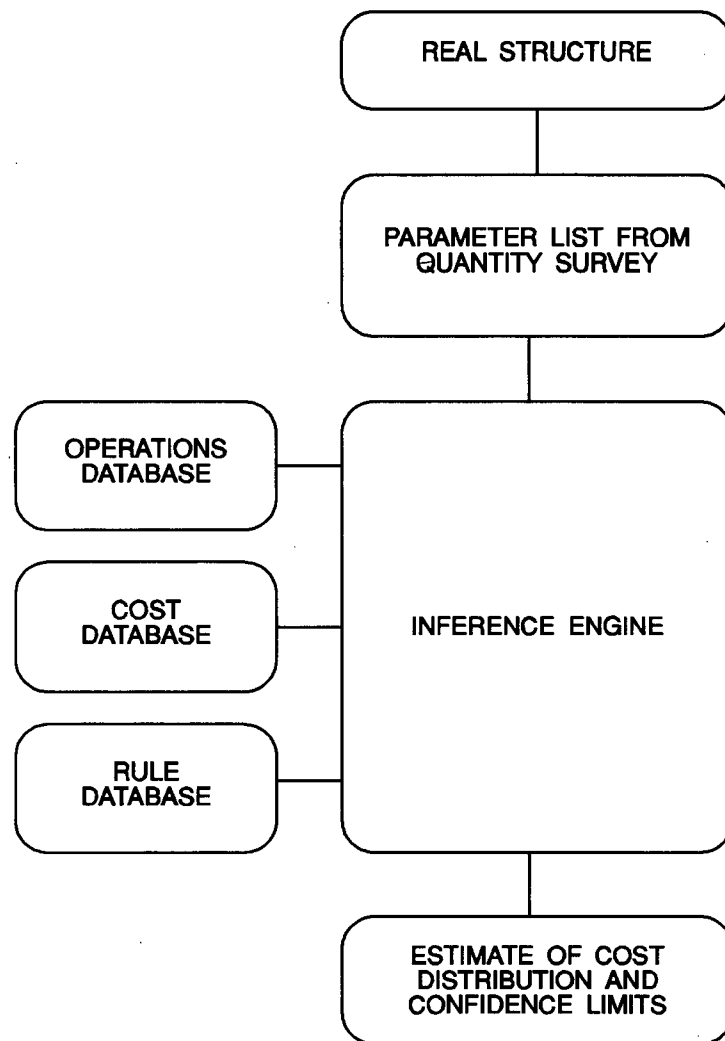 REAL STRUCTURE
PARAMETER LIST FROM
QUANTITY SURVEY
OPERATIONS
DATABASE
COST
DATABASE
INFERENCE ENGINE
RULE
DATABASE
ESTIMATE OF COST
DISTRIBUTION AND
CONFIDENCE LIMITS